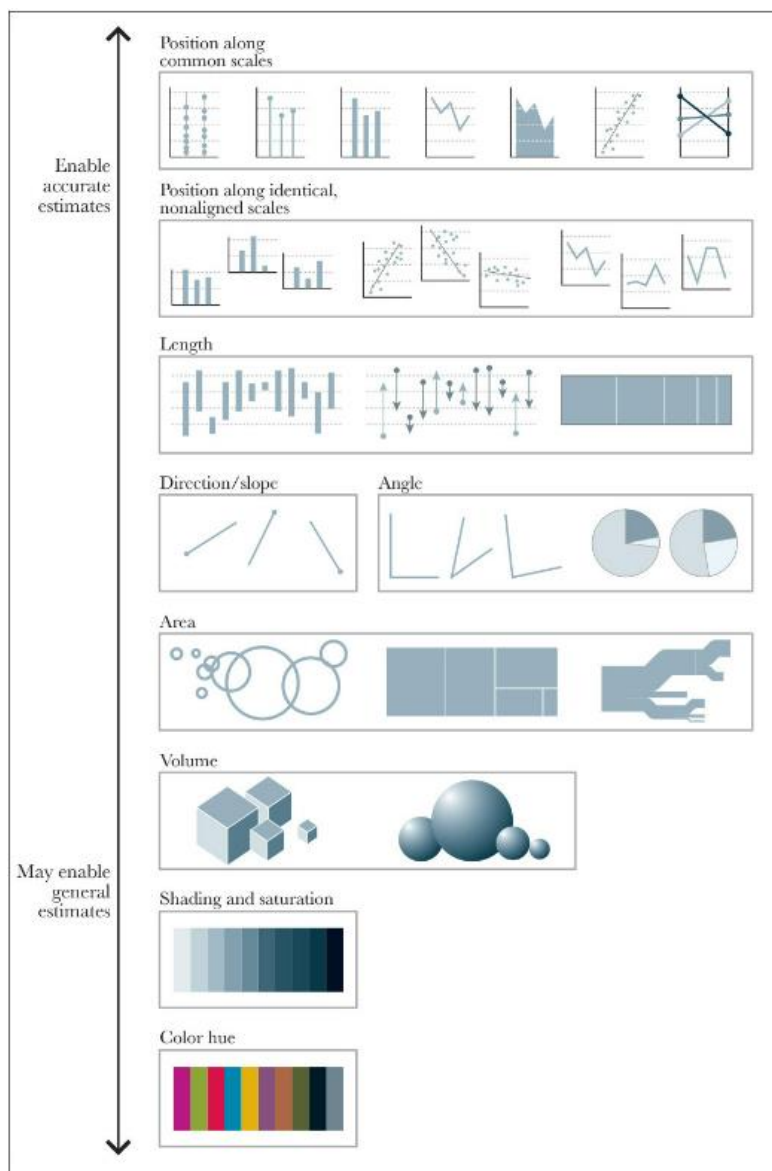 Position along
common scales
Enable
accurate
estimates
Position along identical,
nonaligned scales
Length
Direction/slope
Angle
Area
Volume
May enable
general
estimates
Shading and saturation
Color hue